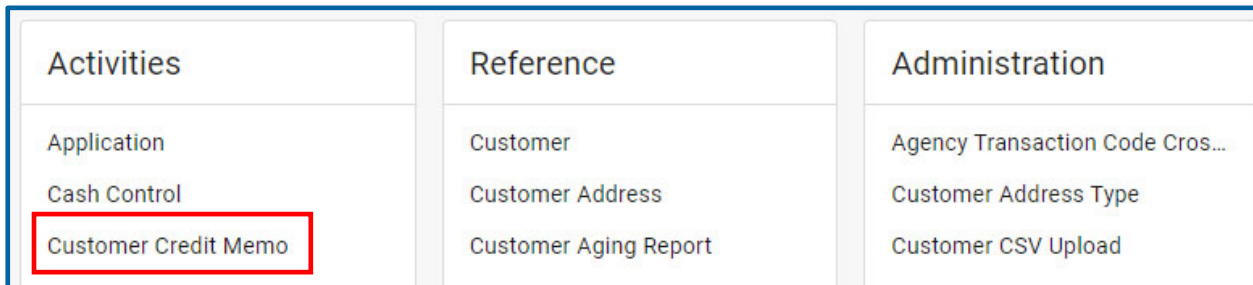 Activities
Application
Cash Control
Customer Credit Memo
Reference
Customer
Customer Address
Customer Aging Report
Administration
Agency Transaction Code Cros...
Customer Address Type
Customer CSV Upload